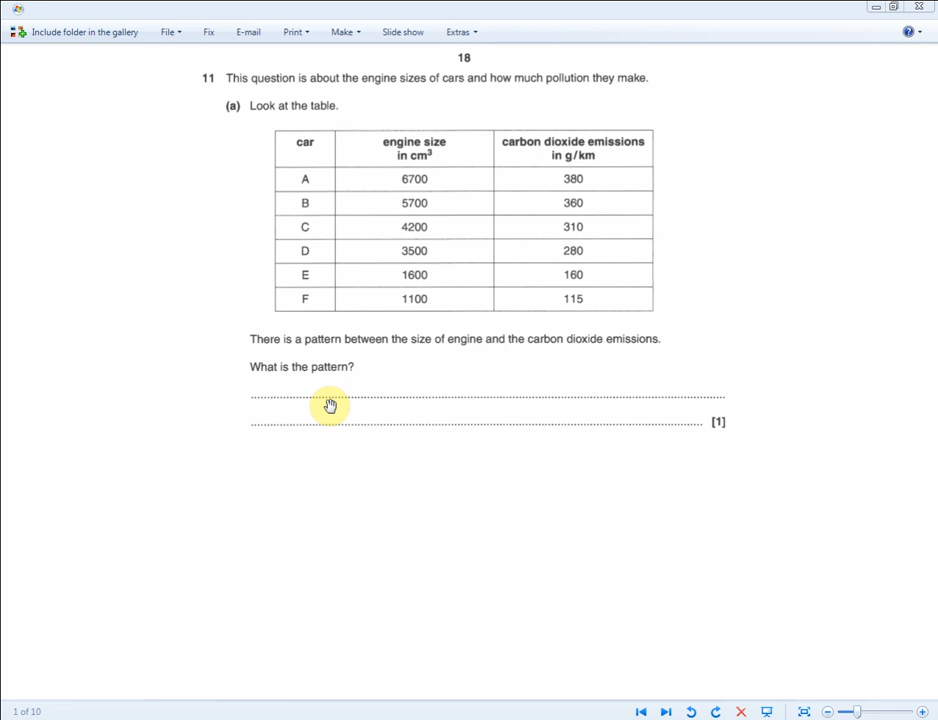 Include folder in the gallery File Fix E-mail Print Make Slide show Extras
18
11 This question is about the engine sizes of cars and how much pollution they make.
(a) Look at the table.
car engine size in cm³ carbon dioxide emissions in g/km
A 6700 380
B 5700 360
C 4200 310
D 3500 280
E 1600 160
F 1100 115
There is a pattern between the size of engine and the carbon dioxide emissions.
What is the pattern?
[1]
1 of 10